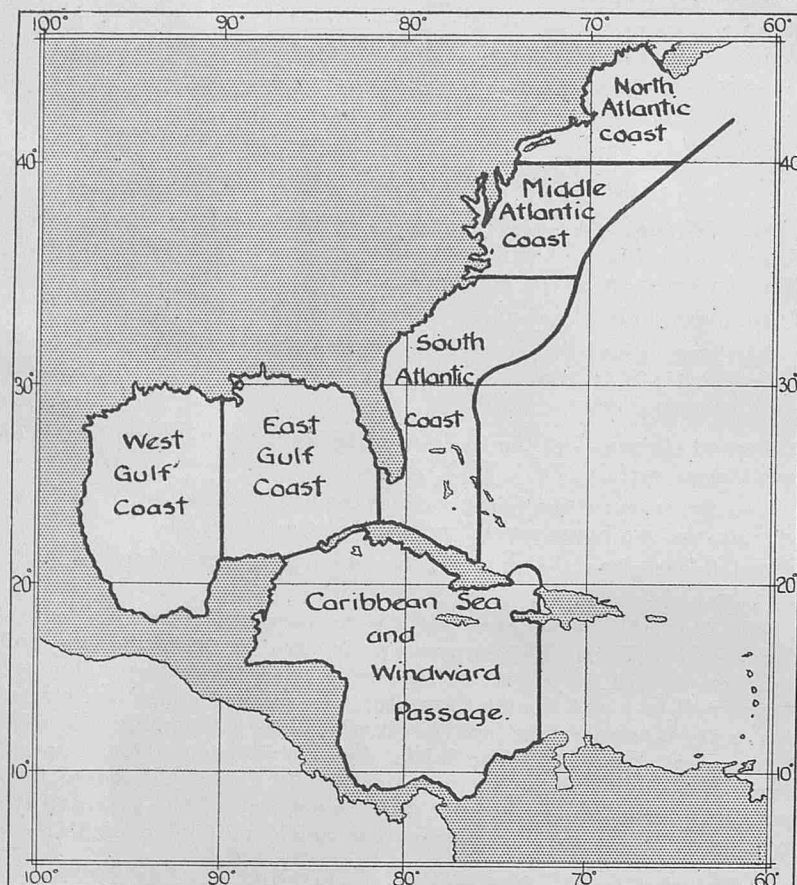 100° 90° 80° 70° 60°
North
Atlantic
coast
40° 40°
Middle
Atlantic
Coast
South
Atlantic
Coast
30° 30°
West
Gulf
Coast
East
Gulf
Coast
20° 20°
Caribbean Sea
and
Windward
Passage.
10° 10°
100° 90° 80° 70° 60°